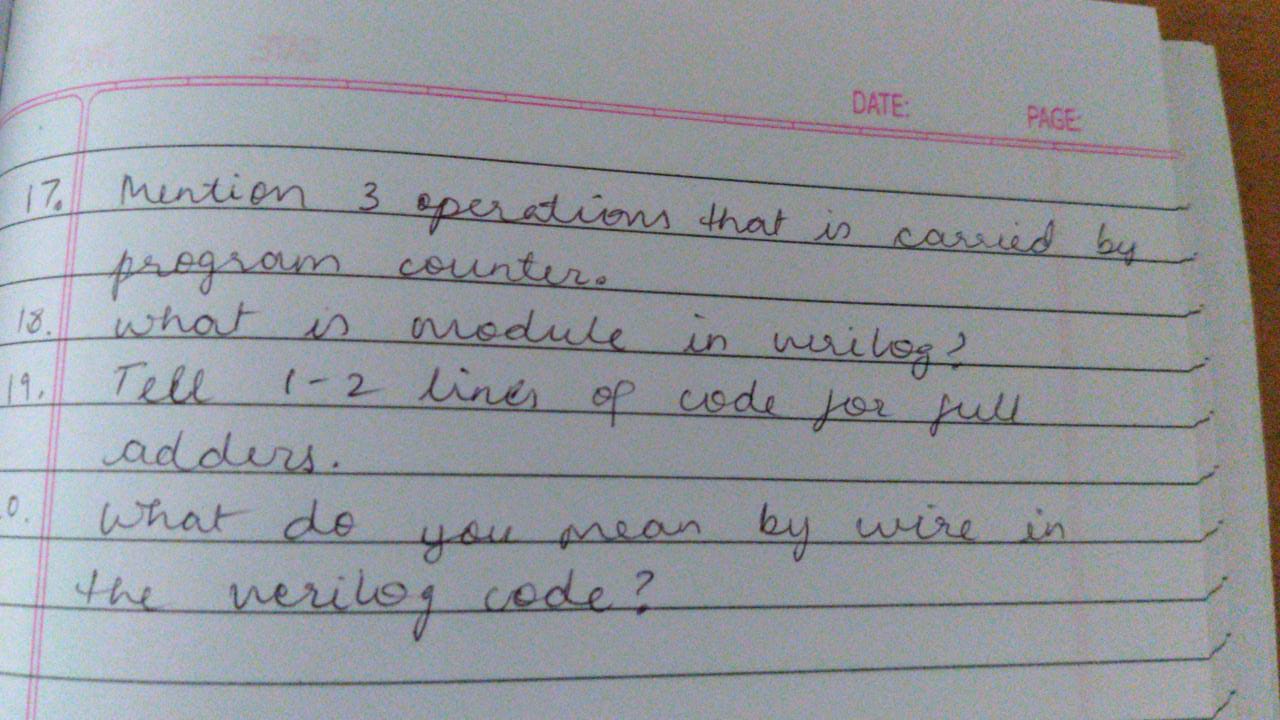 DATE: PAGE:
17. Mention 3 operations that is carried by
program counter.
18. What is module in verilog?
19. Tell 1-2 lines of code for full
adders.
0. What do you mean by wire in
the verilog code?